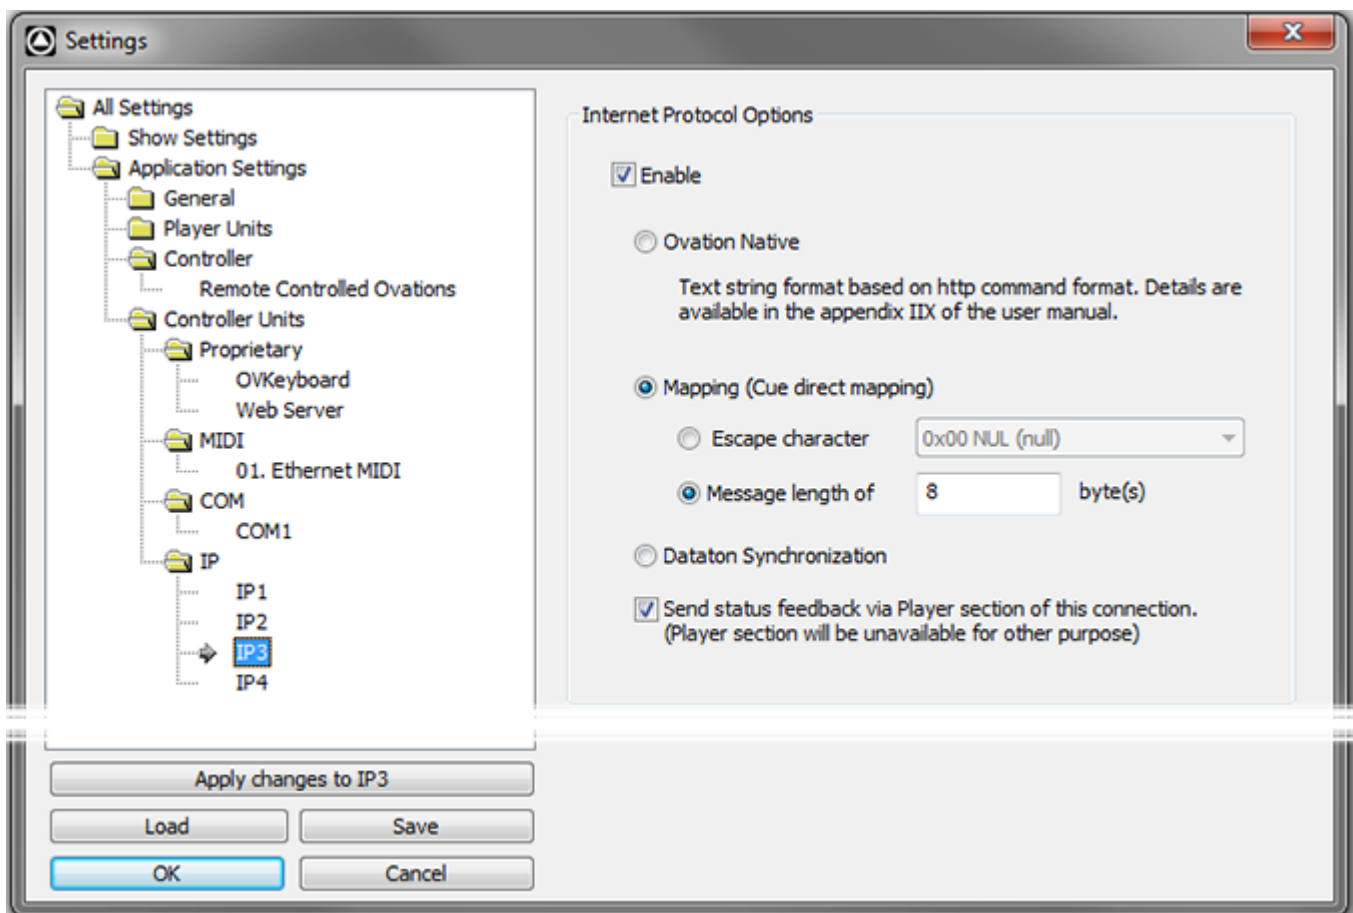 Settings
All Settings
Show Settings
Application Settings
General
Player Units
Controller
Remote Controlled Ovations
Controller Units
Proprietary
OVKeyboard
Web Server
MIDI
01. Ethernet MIDI
COM
COM1
IP
IP1
IP2
IP3
IP4
Apply changes to IP3
Load
Save
OK
Cancel
Internet Protocol Options
Enable
Ovation Native
Text string format based on http command format. Details are
available in the appendix IIX of the user manual.
Mapping (Cue direct mapping)
Escape character 0x00 NUL (null)
Message length of 8 byte(s)
Dataton Synchronization
Send status feedback via Player section of this connection.
(Player section will be unavailable for other purpose)